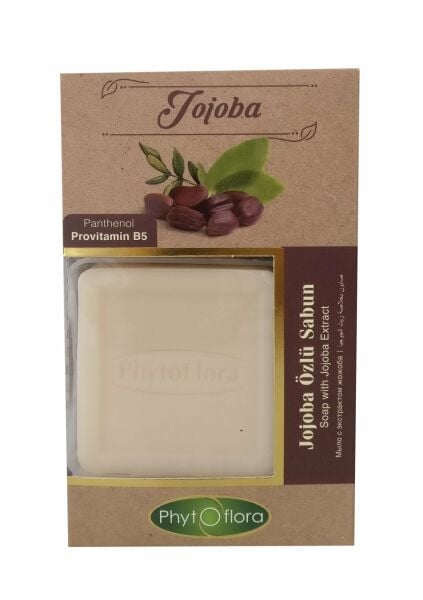 Jojoba
Panthenol
Provitamin B5
PhytoFlora
Jojoba Özlü Sabun
Soap with Jojoba Extract
Мыло с экстрактом жожоба |
Phytoflora